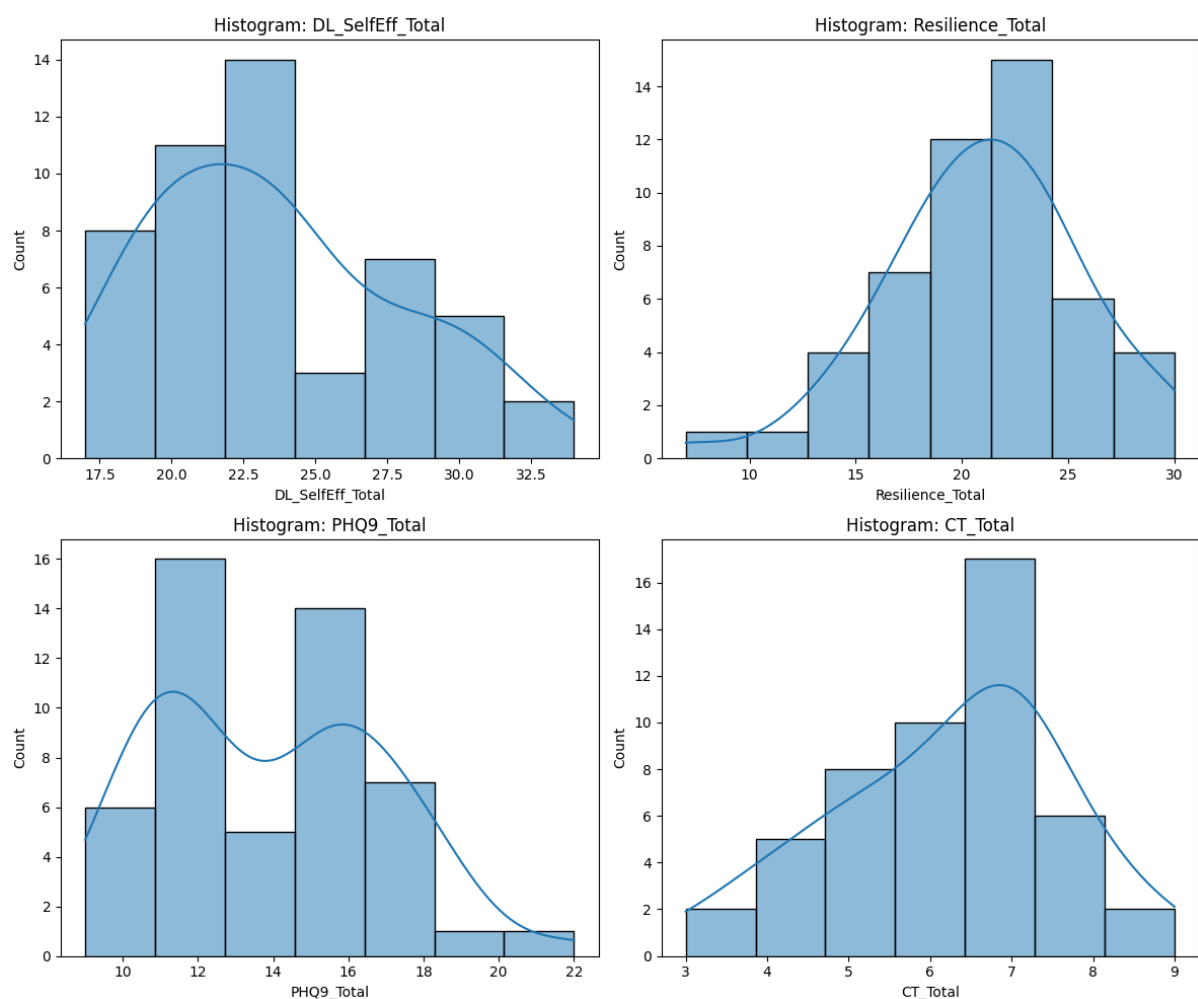 Histogram: DL_SelfEff_Total
14
12
10
8
6
4
2
0
Count
17.5 20.0 22.5 25.0 27.5 30.0 32.5
DL_SelfEff_Total
Histogram: Resilience_Total
14
12
10
8
6
4
2
0
Count
10 15 20 25 30
Resilience_Total
Histogram: PHQ9_Total
16
14
12
10
8
6
4
2
0
Count
10 12 14 16 18 20 22
PHQ9_Total
Histogram: CT_Total
16
14
12
10
8
6
4
2
0
Count
3 4 5 6 7 8 9
CT_Total